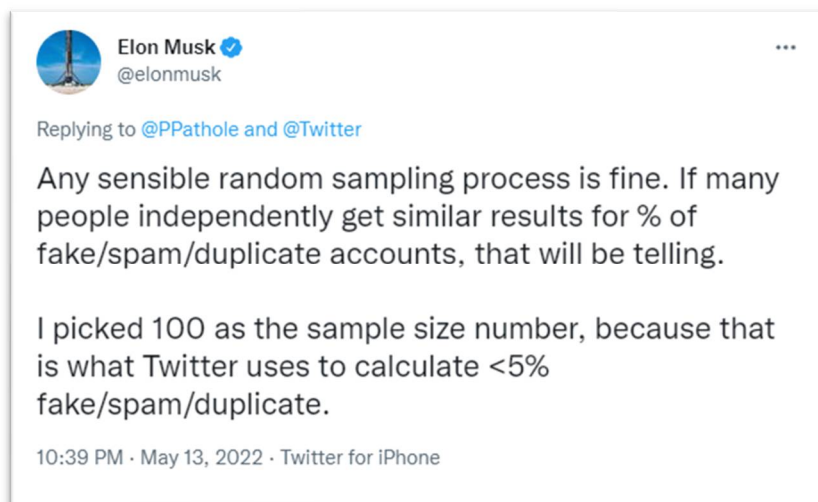 Elon Musk
@elonmusk
Replying to @PPathole and @Twitter
Any sensible random sampling process is fine. If many
people independently get similar results for % of
fake/spam/duplicate accounts, that will be telling.
I picked 100 as the sample size number, because that
is what Twitter uses to calculate <5%
fake/spam/duplicate.
10:39 PM · May 13, 2022 · Twitter for iPhone